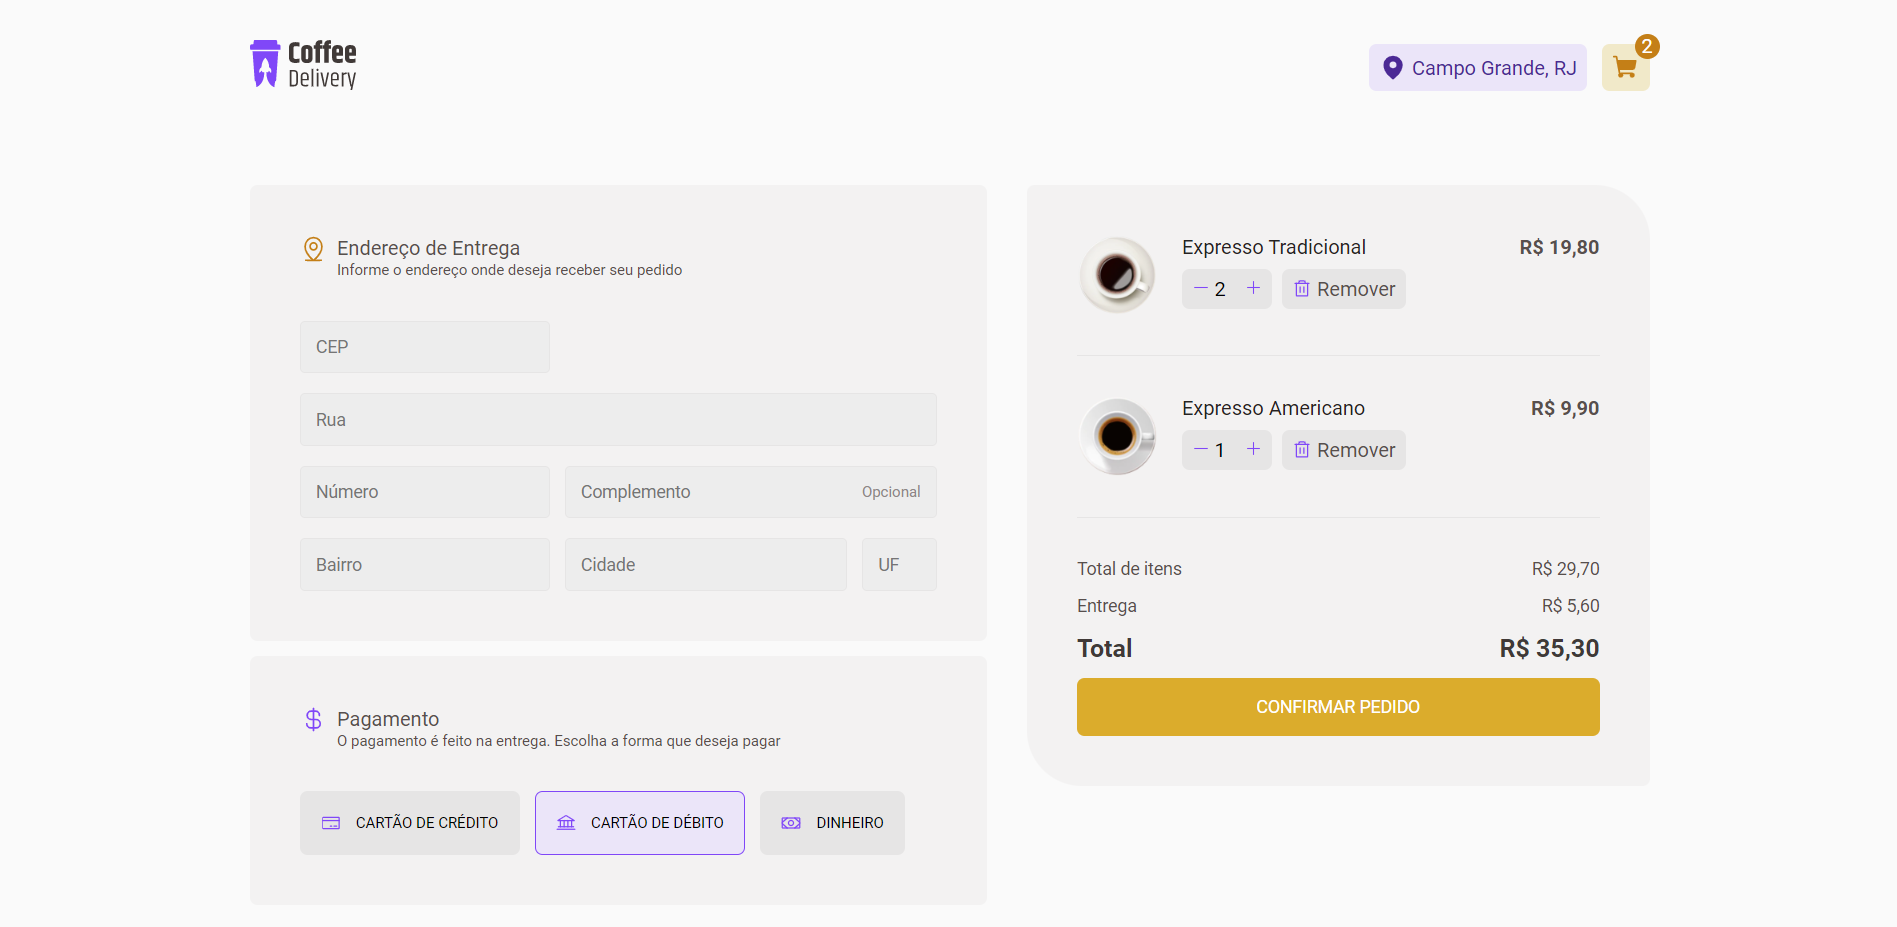 Coffee
Delivery
Campo Grande, RJ
2
Endereço de Entrega
Informe o endereço onde deseja receber seu pedido
CEP
Rua
Número
Complemento
Opcional
Bairro
Cidade
UF
Pagamento
O pagamento é feito na entrega. Escolha a forma que deseja pagar
CARTÃO DE CRÉDITO
CARTÃO DE DÉBITO
DINHEIRO
Expresso Tradicional
R$ 19,80
2
Remover
Expresso Americano
R$ 9,90
1
Remover
Total de itens
R$ 29,70
Entrega
R$ 5,60
Total
R$ 35,30
CONFIRMAR PEDIDO